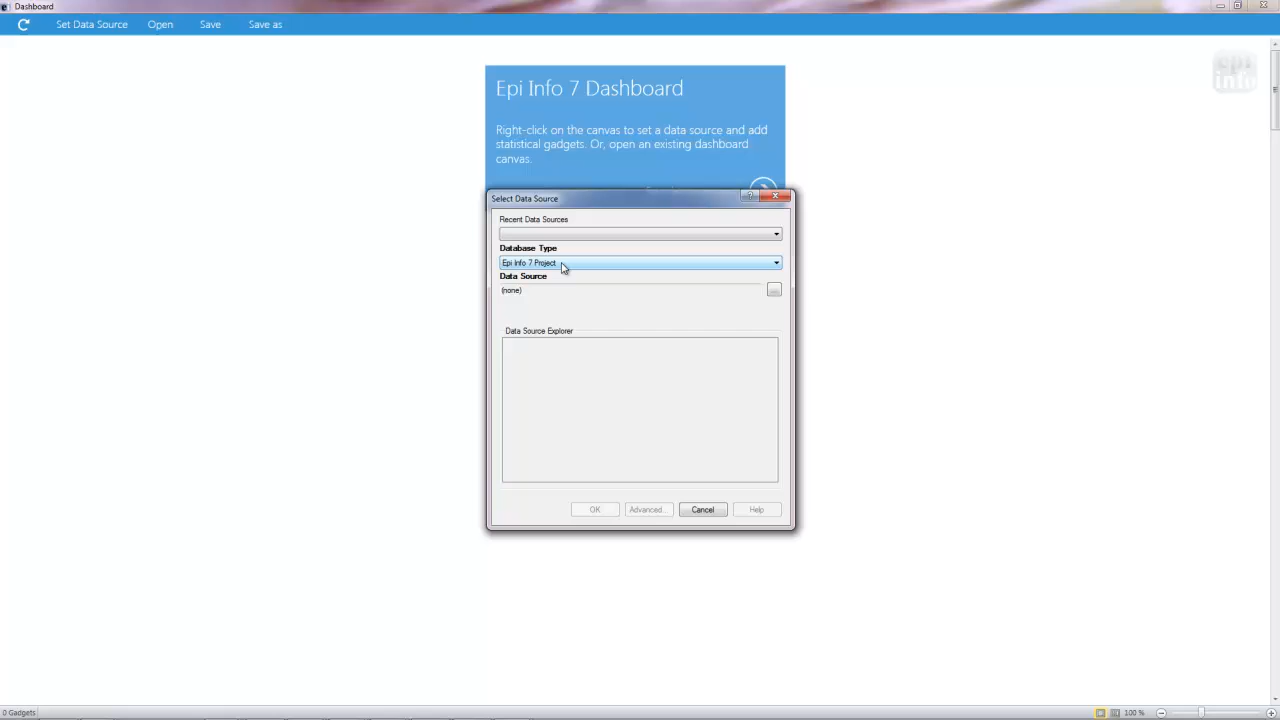 Dashboard
Set Data Source Open Save Save as
epi
info
Epi Info 7 Dashboard
Right-click on the canvas to set a data source and add
statistical gadgets. Or, open an existing dashboard
canvas.
Select Data Source
Recent Data Sources
Database Type
Epi Info 7 Project
Data Source
(none)
...
Data Source Explorer
OK Advanced... Cancel Help
0 Gadgets
100 %